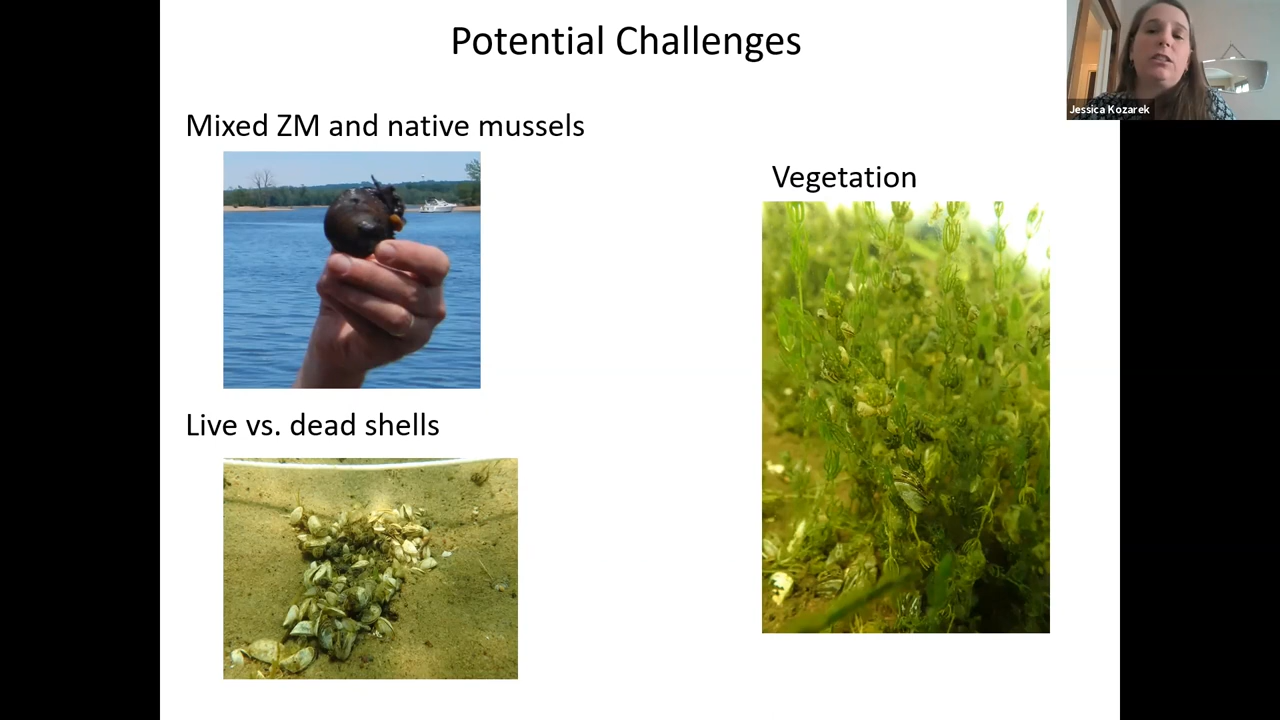 Potential Challenges
Jessica Kozarek
Mixed ZM and native mussels
Vegetation
Live vs. dead shells